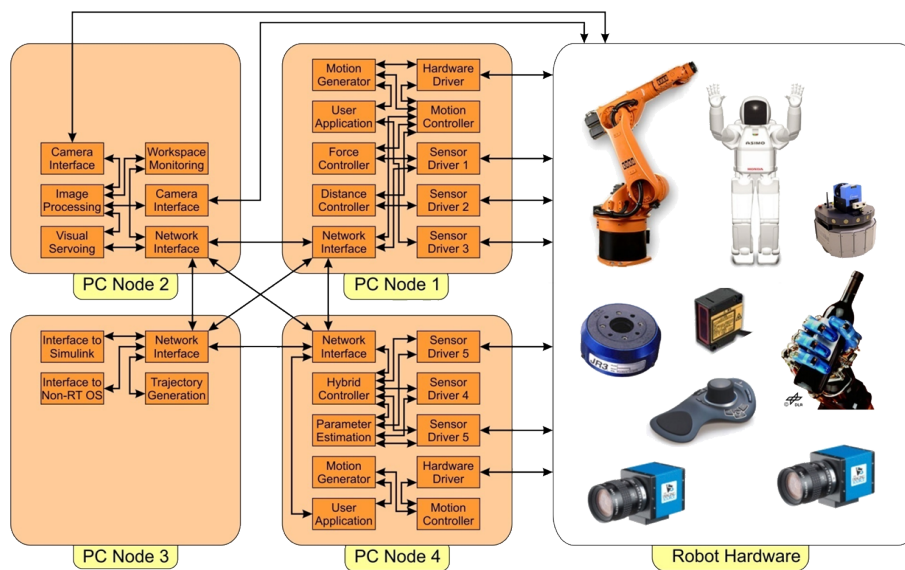 Motion
Generator
Hardware
Driver
User
Application
Motion
Controller
Camera
Interface
Workspace
Monitoring
Force
Controller
Sensor
Driver 1
Image
Processing
Camera
Interface
Distance
Controller
Sensor
Driver 2
Visual
Servoing
Network
Interface
Network
Interface
Sensor
Driver 3
PC Node 2
PC Node 1
ASIMO
HONDA
Interface to
Simulink
Network
Interface
Network
Interface
Sensor
Driver 5
JR3
Interface to
Non-RT OS
Trajectory
Generation
Hybrid
Controller
Sensor
Driver 4
DLR
Parameter
Estimation
Sensor
Driver 5
Motion
Generator
Hardware
Driver
User
Application
Motion
Controller
PC Node 3
PC Node 4
Robot Hardware